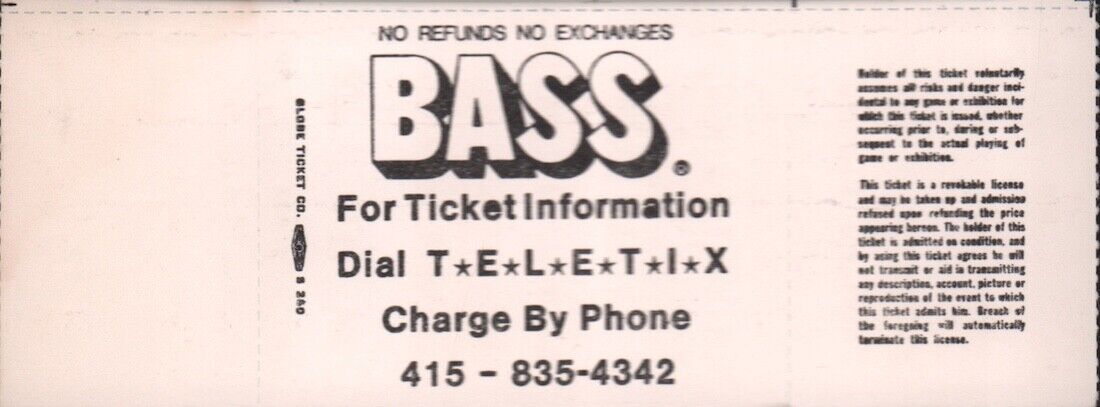 NO REFUNDS NO EXCHANGES
BASS®
For Ticket Information
Dial T★E★L★E★T★I★X
Charge By Phone
415 - 835-4342
GLOBE TICKET CO. S 260
Holder of this ticket voluntarily
assumes all risks and danger inci-
dental to any game or exhibition for
which this ticket is issued, whether
occurring prior to, during or sub-
sequent to the actual playing of
game or exhibition.
This ticket is a revokable license
and may be taken up and admission
refused upon refunding the price
appearing hereon. The holder of this
ticket is admitted on condition, and
by using this ticket agrees he will
not transmit or aid in transmitting
any description, account, picture or
reproduction of the event to which
this ticket admits him. Breach of
the foregoing will automatically
terminate this license.